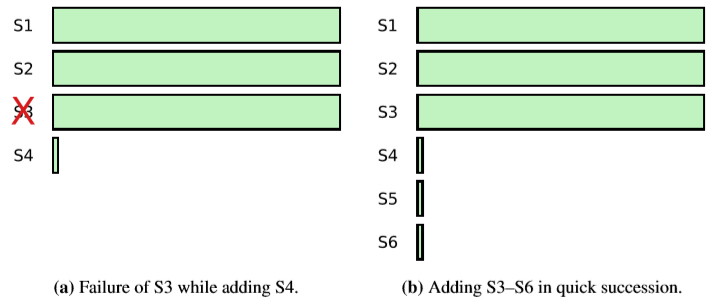 S1
S2
S3
S4
(a) Failure of S3 while adding S4.
S1
S2
S3
S4
S5
S6
(b) Adding S3–S6 in quick succession.